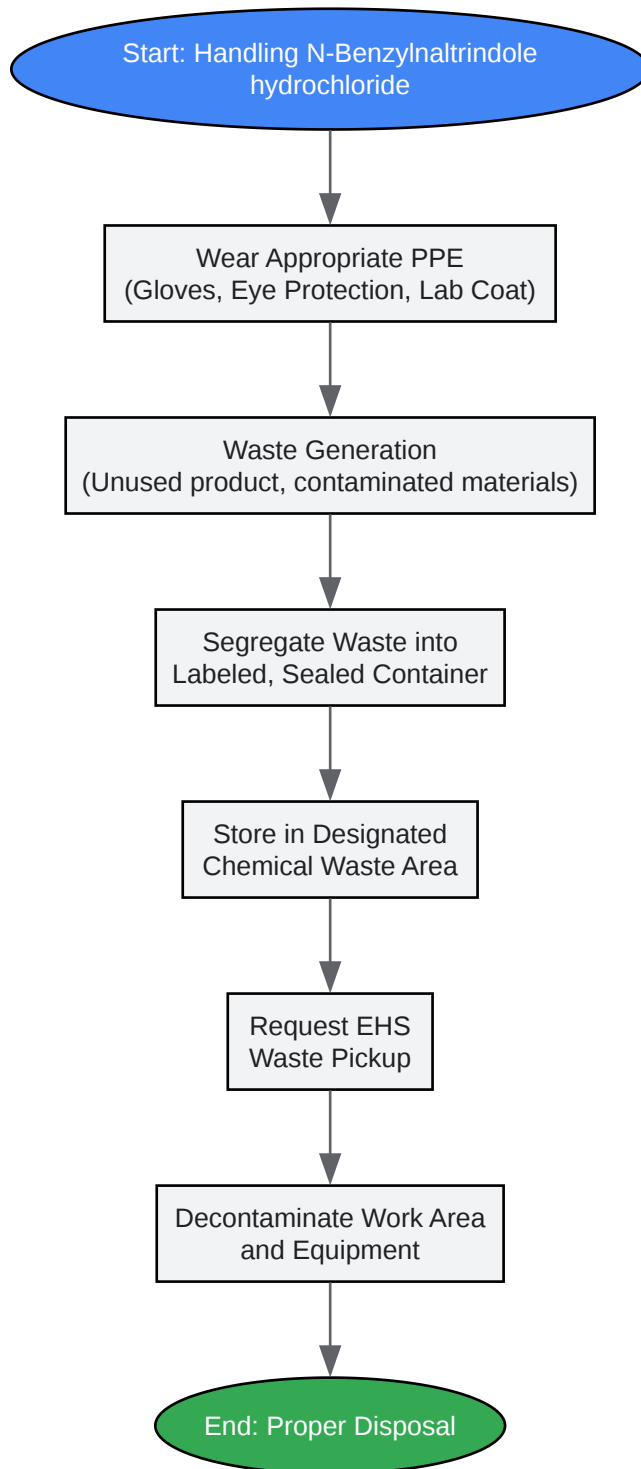 Start: Handling N-Benzylnaltrindole
hydrochloride
Wear Appropriate PPE
(Gloves, Eye Protection, Lab Coat)
Waste Generation
(Unused product, contaminated materials)
Segregate Waste into
Labeled, Sealed Container
Store in Designated
Chemical Waste Area
Request EHS
Waste Pickup
Decontaminate Work Area
and Equipment
End: Proper Disposal